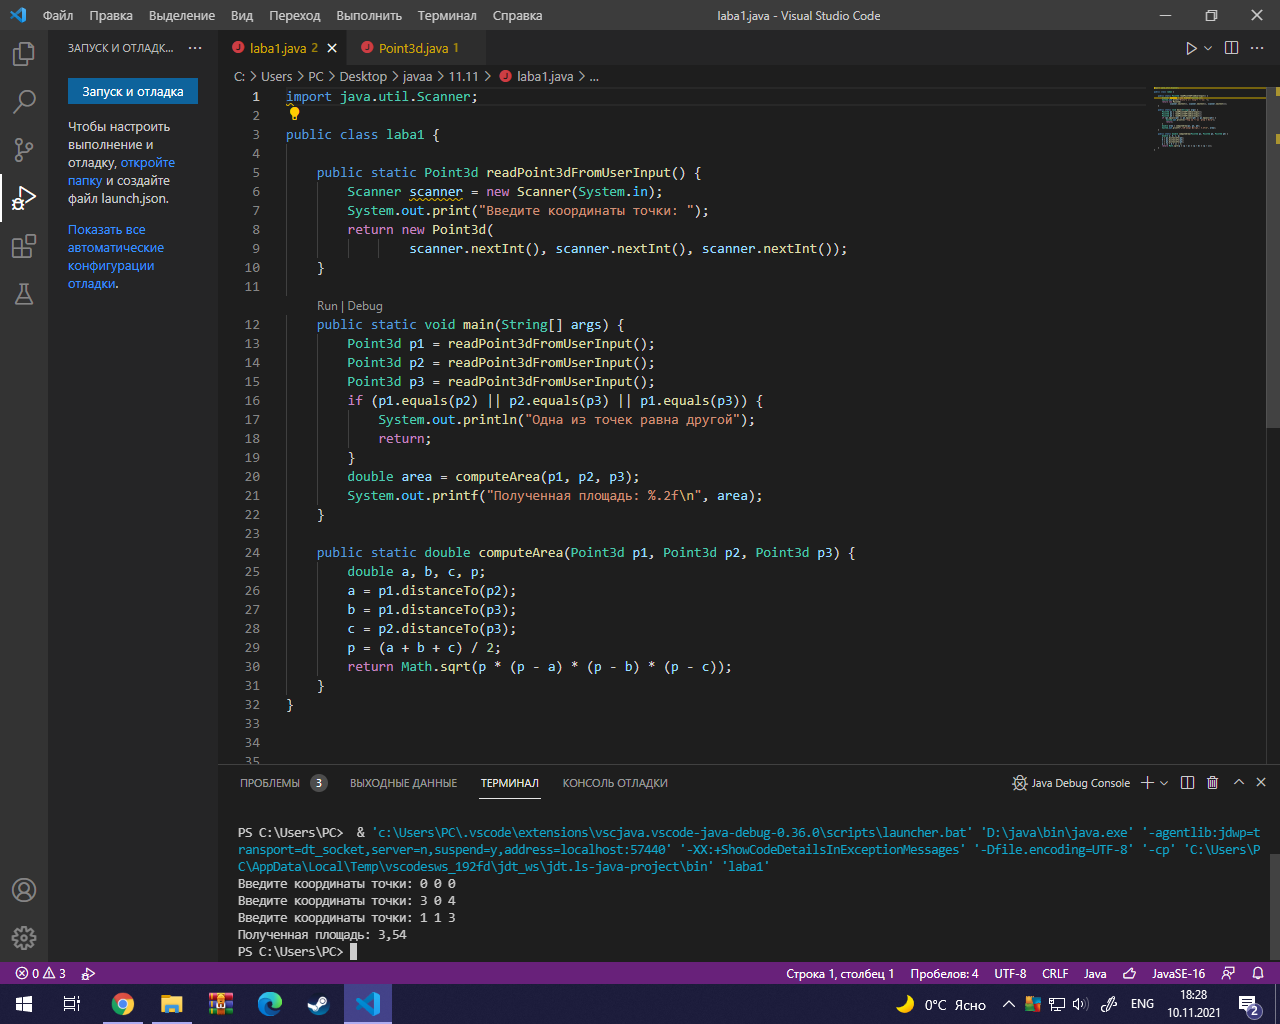 Файл Правка Выделение Вид Переход Выполнить Терминал Справка laba1.java - Visual Studio Code
ЗАПУСК И ОТЛАДК... ··· laba1.java 2 Point3d.java 1
C: > Users > PC > Desktop > javaa > 11.11 > laba1.java > ...
Запуск и отладка
Чтобы настроить
выполнение и
отладку, откройте
папку и создайте
файл launch.json.
Показать все
автоматические
конфигурации
отладки.
1 import java.util.Scanner;
2
3 public class laba1 {
4
5 public static Point3d readPoint3dFromUserInput() {
6 Scanner scanner = new Scanner(System.in);
7 System.out.print("Введите координаты точки: ");
8 return new Point3d(
9 scanner.nextInt(), scanner.nextInt(), scanner.nextInt());
10 }
11
Run | Debug
12 public static void main(String[] args) {
13 Point3d p1 = readPoint3dFromUserInput();
14 Point3d p2 = readPoint3dFromUserInput();
15 Point3d p3 = readPoint3dFromUserInput();
16 if (p1.equals(p2) || p2.equals(p3) || p1.equals(p3)) {
17 System.out.println("Одна из точек равна другой");
18 return;
19 }
20 double area = computeArea(p1, p2, p3);
21 System.out.printf("Полученная площадь: %.2f\n", area);
22 }
23
24 public static double computeArea(Point3d p1, Point3d p2, Point3d p3) {
25 double a, b, c, p;
26 a = p1.distanceTo(p2);
27 b = p1.distanceTo(p3);
28 c = p2.distanceTo(p3);
29 p = (a + b + c) / 2;
30 return Math.sqrt(p * (p - a) * (p - b) * (p - c));
31 }
32 }
33
34
35
ПРОБЛЕМЫ 3 ВЫХОДНЫЕ ДАННЫЕ ТЕРМИНАЛ КОНСОЛЬ ОТЛАДКИ Java Debug Console
PS C:\Users\PC> & 'c:\Users\PC\.vscode\extensions\vscjava.vscode-java-debug-0.36.0\scripts\launcher.bat' 'D:\java\bin\java.exe' '-agentlib:jdwp=t
ransport=dt_socket,server=n,suspend=y,address=localhost:57440' '-XX:+ShowCodeDetailsInExceptionMessages' '-Dfile.encoding=UTF-8' '-cp' 'C:\Users\P
C\AppData\Local\Temp\vscodesws_192fd\jdt_ws\jdt.ls-java-project\bin' 'laba1'
Введите координаты точки: 0 0 0
Введите координаты точки: 3 0 4
Введите координаты точки: 1 1 3
Полученная площадь: 3,54
PS C:\Users\PC>
0 3 Строка 1, столбец 1 Пробелов: 4 UTF-8 CRLF Java JavaSE-16
0°C Ясно ENG 18:28
10.11.2021 2